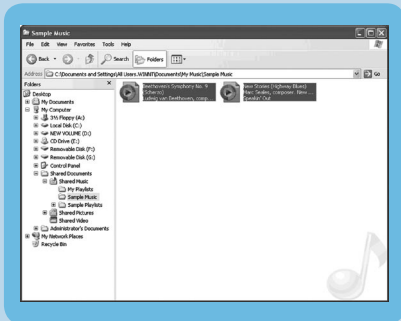 Sample Music
File Edit View Favorites Tools Help
Back Search Folders
Address C:\Documents and Settings\All Users.WINNT\Documents\My Music\Sample Music Go
Folders
Desktop
My Documents
My Computer
3½ Floppy (A:)
Local Disk (C:)
NEW VOLUME (D:)
CD Drive (E:)
Removable Disk (F:)
Removable Disk (G:)
Control Panel
Shared Documents
Shared Music
My Playlists
Sample Music
Sample Playlists
Shared Pictures
Shared Video
Administrator's Documents
My Network Places
Recycle Bin
Beethoven's Symphony No. 9
(Scherzo)
Ludwig van Beethoven, comp...
New Stories (Highway Blues)
Marc Seales, composer. New ...
Speakin' Out